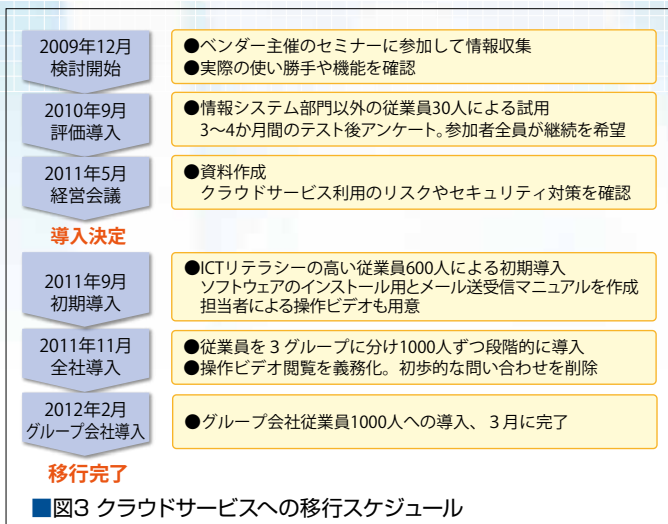 2009年12月
検討開始
●ベンダー主催のセミナーに参加して情報収集
●実際の使い勝手や機能を確認
2010年9月
評価導入
●情報システム部門以外の従業員30人による試用
3〜4か月間のテスト後アンケート。参加者全員が継続を希望
2011年5月
経営会議
●資料作成
クラウドサービス利用のリスクやセキュリティ対策を確認
導入決定
2011年9月
初期導入
●ICTリテラシーの高い従業員600人による初期導入
ソフトウェアのインストール用とメール送受信マニュアルを作成
担当者による操作ビデオも用意
2011年11月
全社導入
●従業員を３グループに分け1000人ずつ段階的に導入
●操作ビデオ閲覧を義務化。初歩的な問い合わせを削除
2012年2月
グループ会社導入
●グループ会社従業員1000人への導入、３月に完了
移行完了
■図3 クラウドサービスへの移行スケジュール